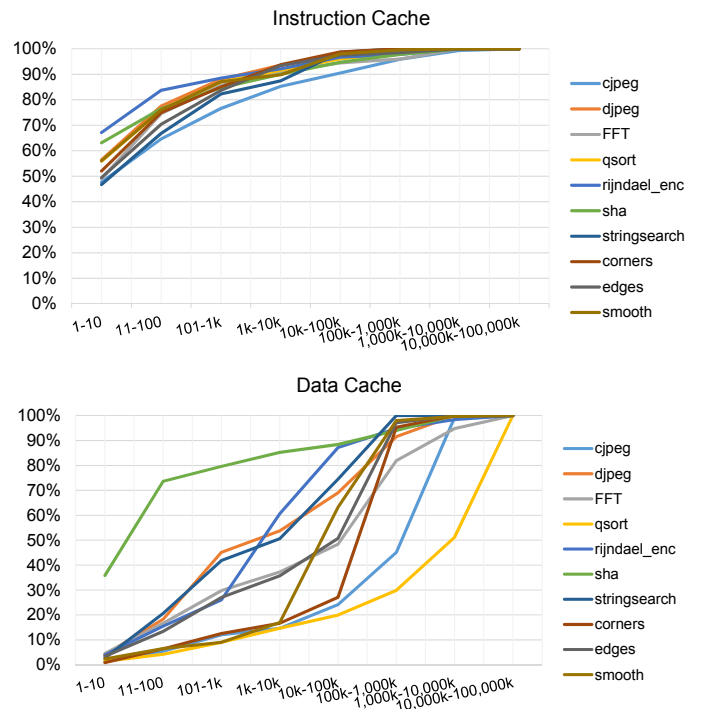 Instruction Cache
100%
90%
80%
70%
60%
50%
40%
30%
20%
10%
0%
1-10
11-100
101-1k
1k-10k
10k-100k
100k-1,000k
1,000k-10,000k
10,000k-100,000k
cjpeg
djpeg
FFT
qsort
rijndael_enc
sha
stringsearch
corners
edges
smooth
Data Cache
100%
90%
80%
70%
60%
50%
40%
30%
20%
10%
0%
1-10
11-100
101-1k
1k-10k
10k-100k
100k-1,000k
1,000k-10,000k
10,000k-100,000k
cjpeg
djpeg
FFT
qsort
rijndael_enc
sha
stringsearch
corners
edges
smooth